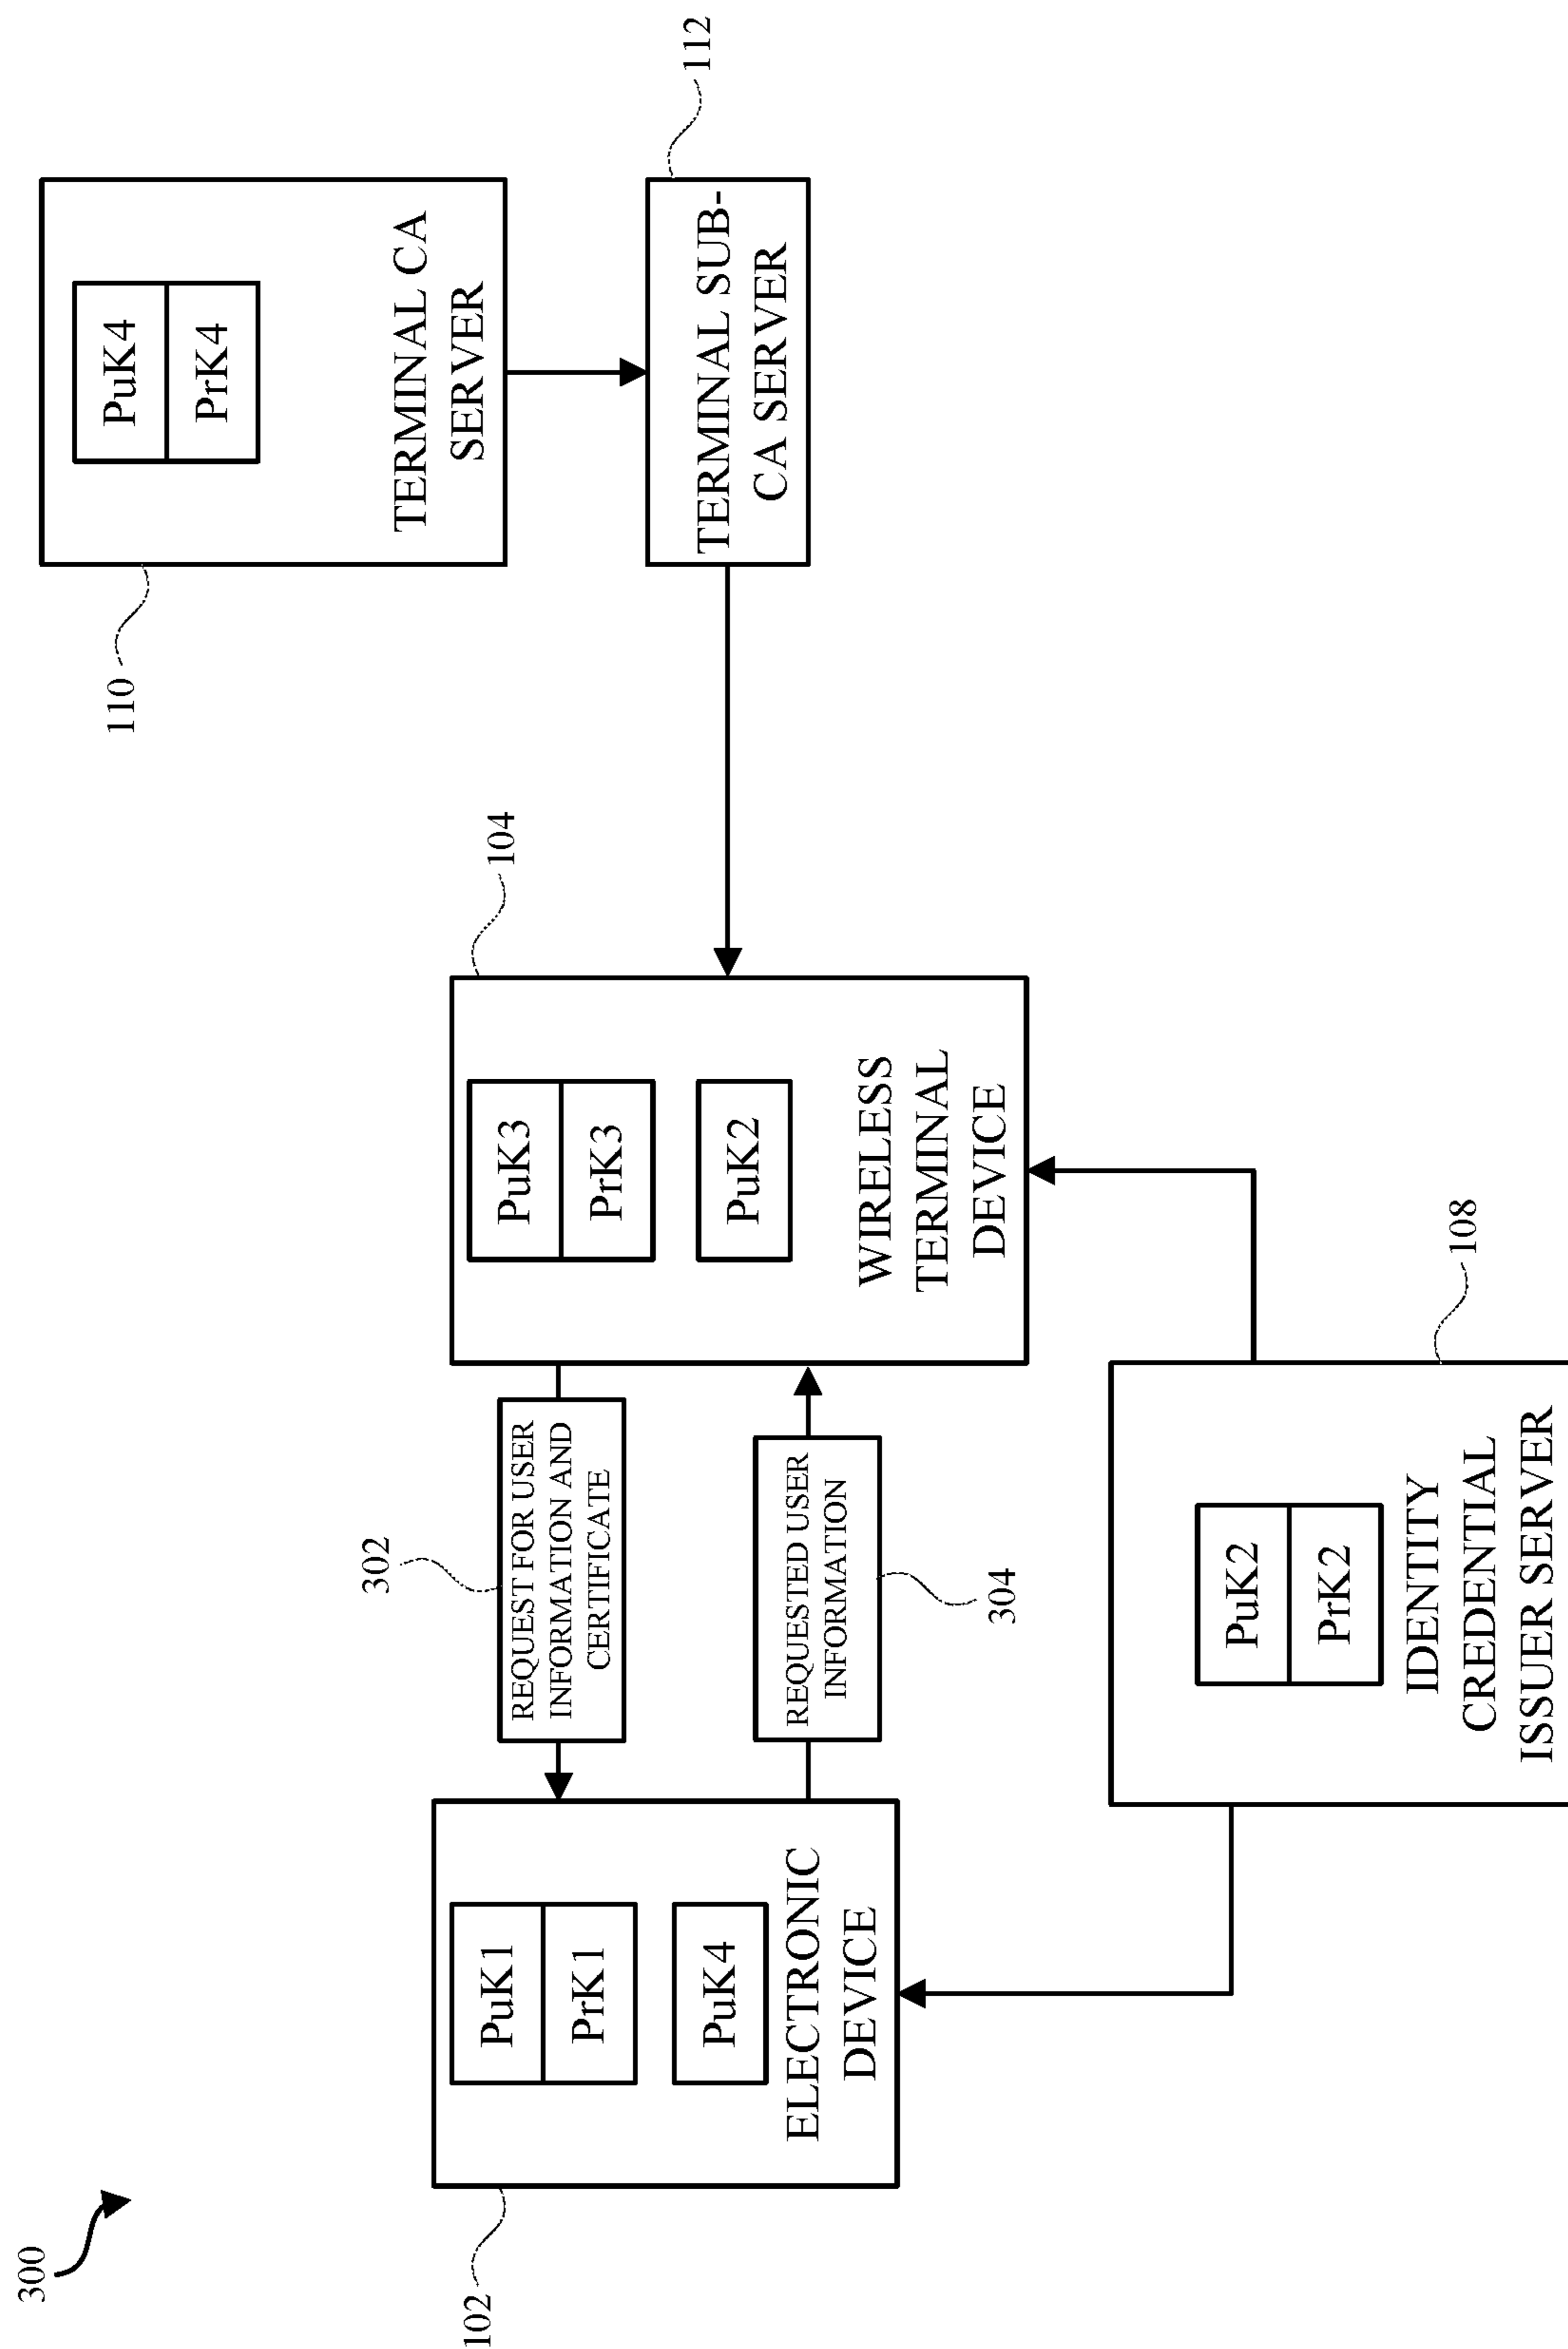 300
110
PuK4
PrK4
TERMINAL CA
SERVER
112
TERMINAL SUB-
CA SERVER
102
PuK1
PrK1
PuK4
ELECTRONIC
DEVICE
302
REQUEST FOR USER
INFORMATION AND
CERTIFICATE
REQUESTED USER
INFORMATION
304
104
PuK3
PrK3
PuK2
WIRELESS
TERMINAL
DEVICE
108
PuK2
PrK2
IDENTITY
CREDENTIAL
ISSUER SERVER